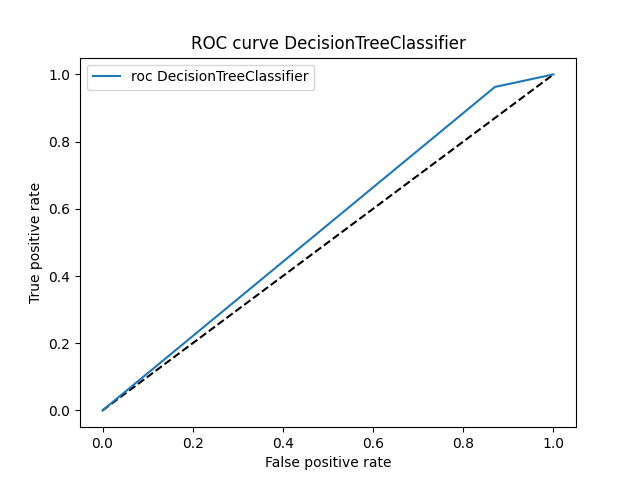 ROC curve DecisionTreeClassifier
roc DecisionTreeClassifier
True positive rate
1.0
0.8
0.6
0.4
0.2
0.0
0.0 0.2 0.4 0.6 0.8 1.0
False positive rate